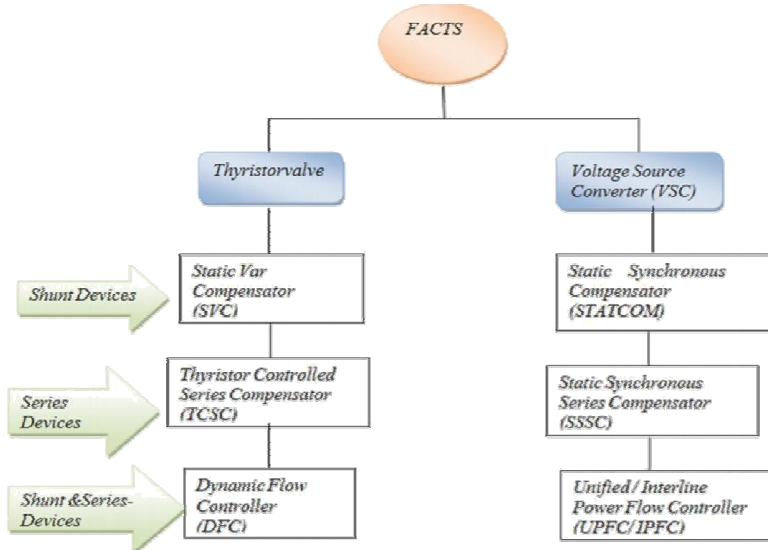 FACTS
Thyristorvalve
Voltage Source
Converter (VSC)
Shunt Devices
Static Var
Compensator
(SVC)
Static Synchronous
Compensator
(STATCOM)
Series
Devices
Thyristor Controlled
Series Compensator
(TCSC)
Static Synchronous
Series Compensator
(SSSC)
Shunt &Series-
Devices
Dynamic Flow
Controller
(DFC)
Unified/ Interline
Power Flow Controller
(UPFC/ IPFC)